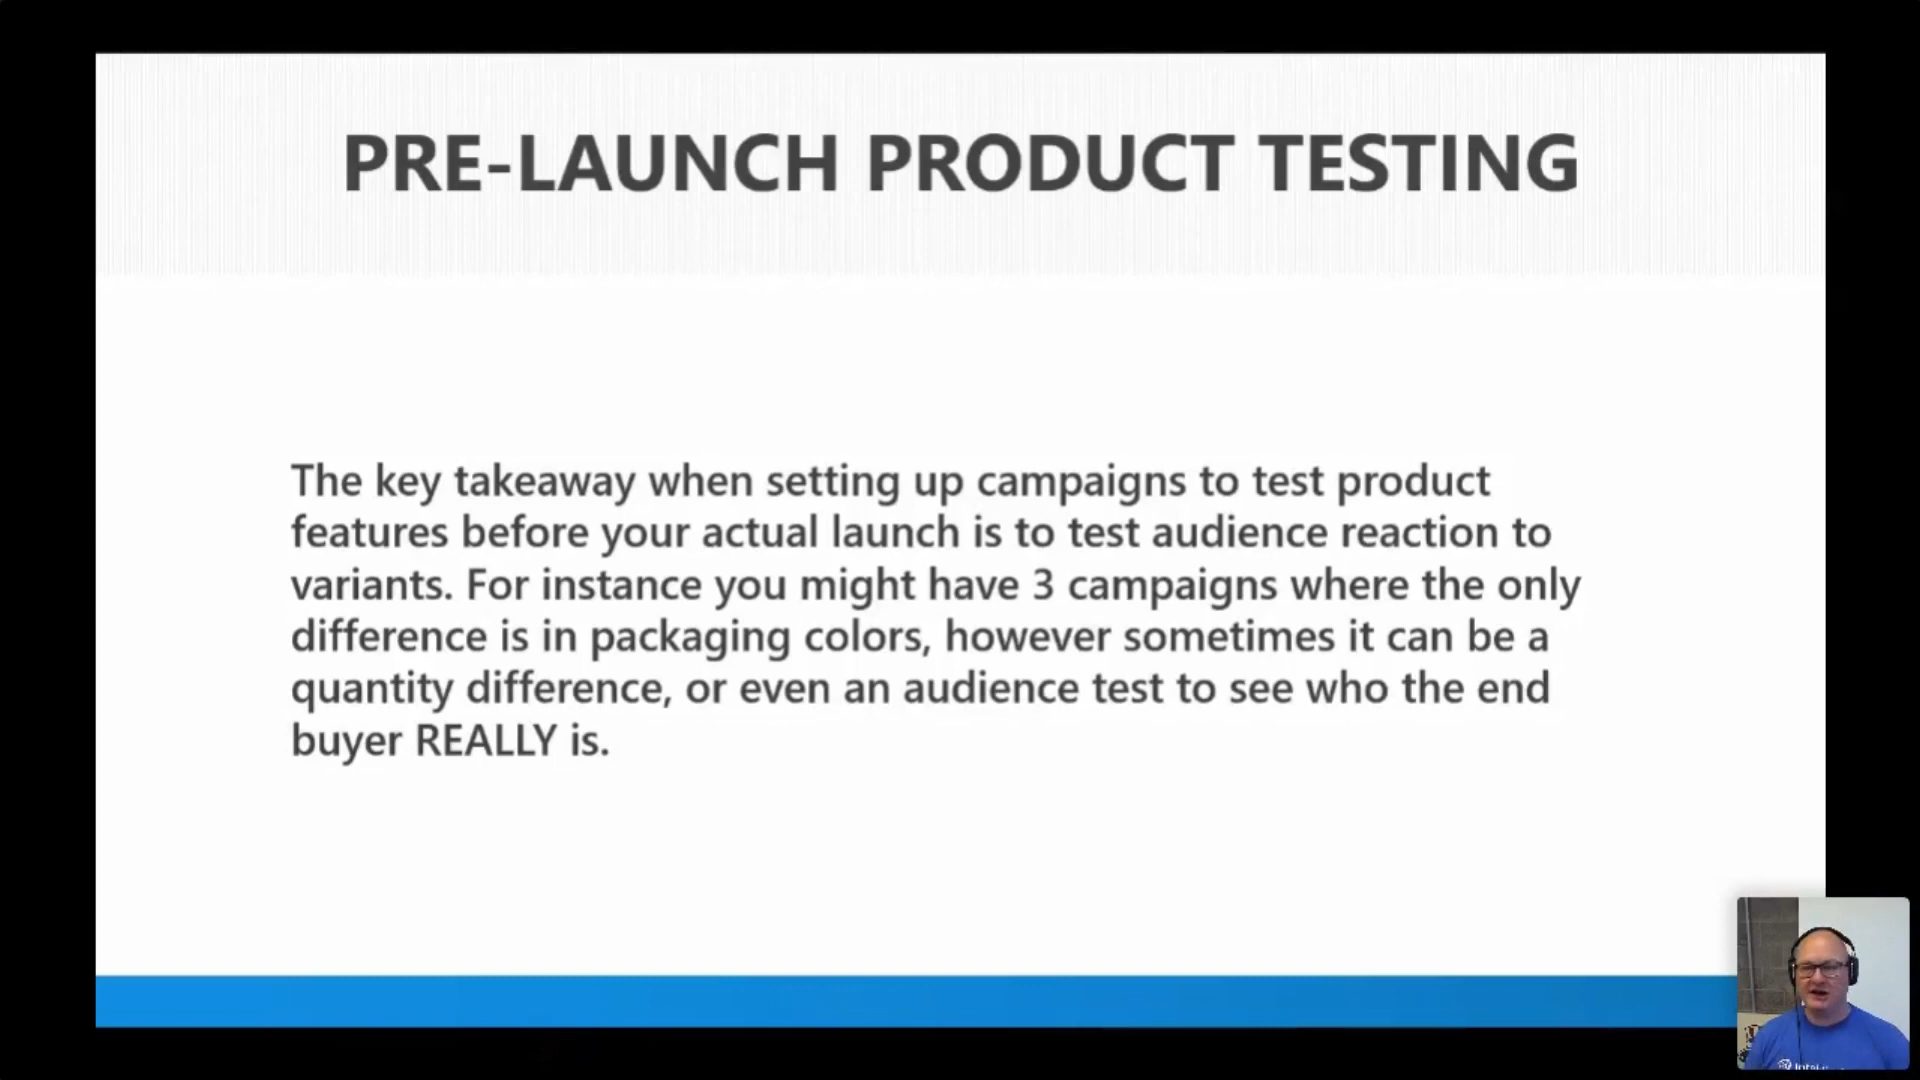 PRE-LAUNCH PRODUCT TESTING
The key takeaway when setting up campaigns to test product
features before your actual launch is to test audience reaction to
variants. For instance you might have 3 campaigns where the only
difference is in packaging colors, however sometimes it can be a
quantity difference, or even an audience test to see who the end
buyer REALLY is.